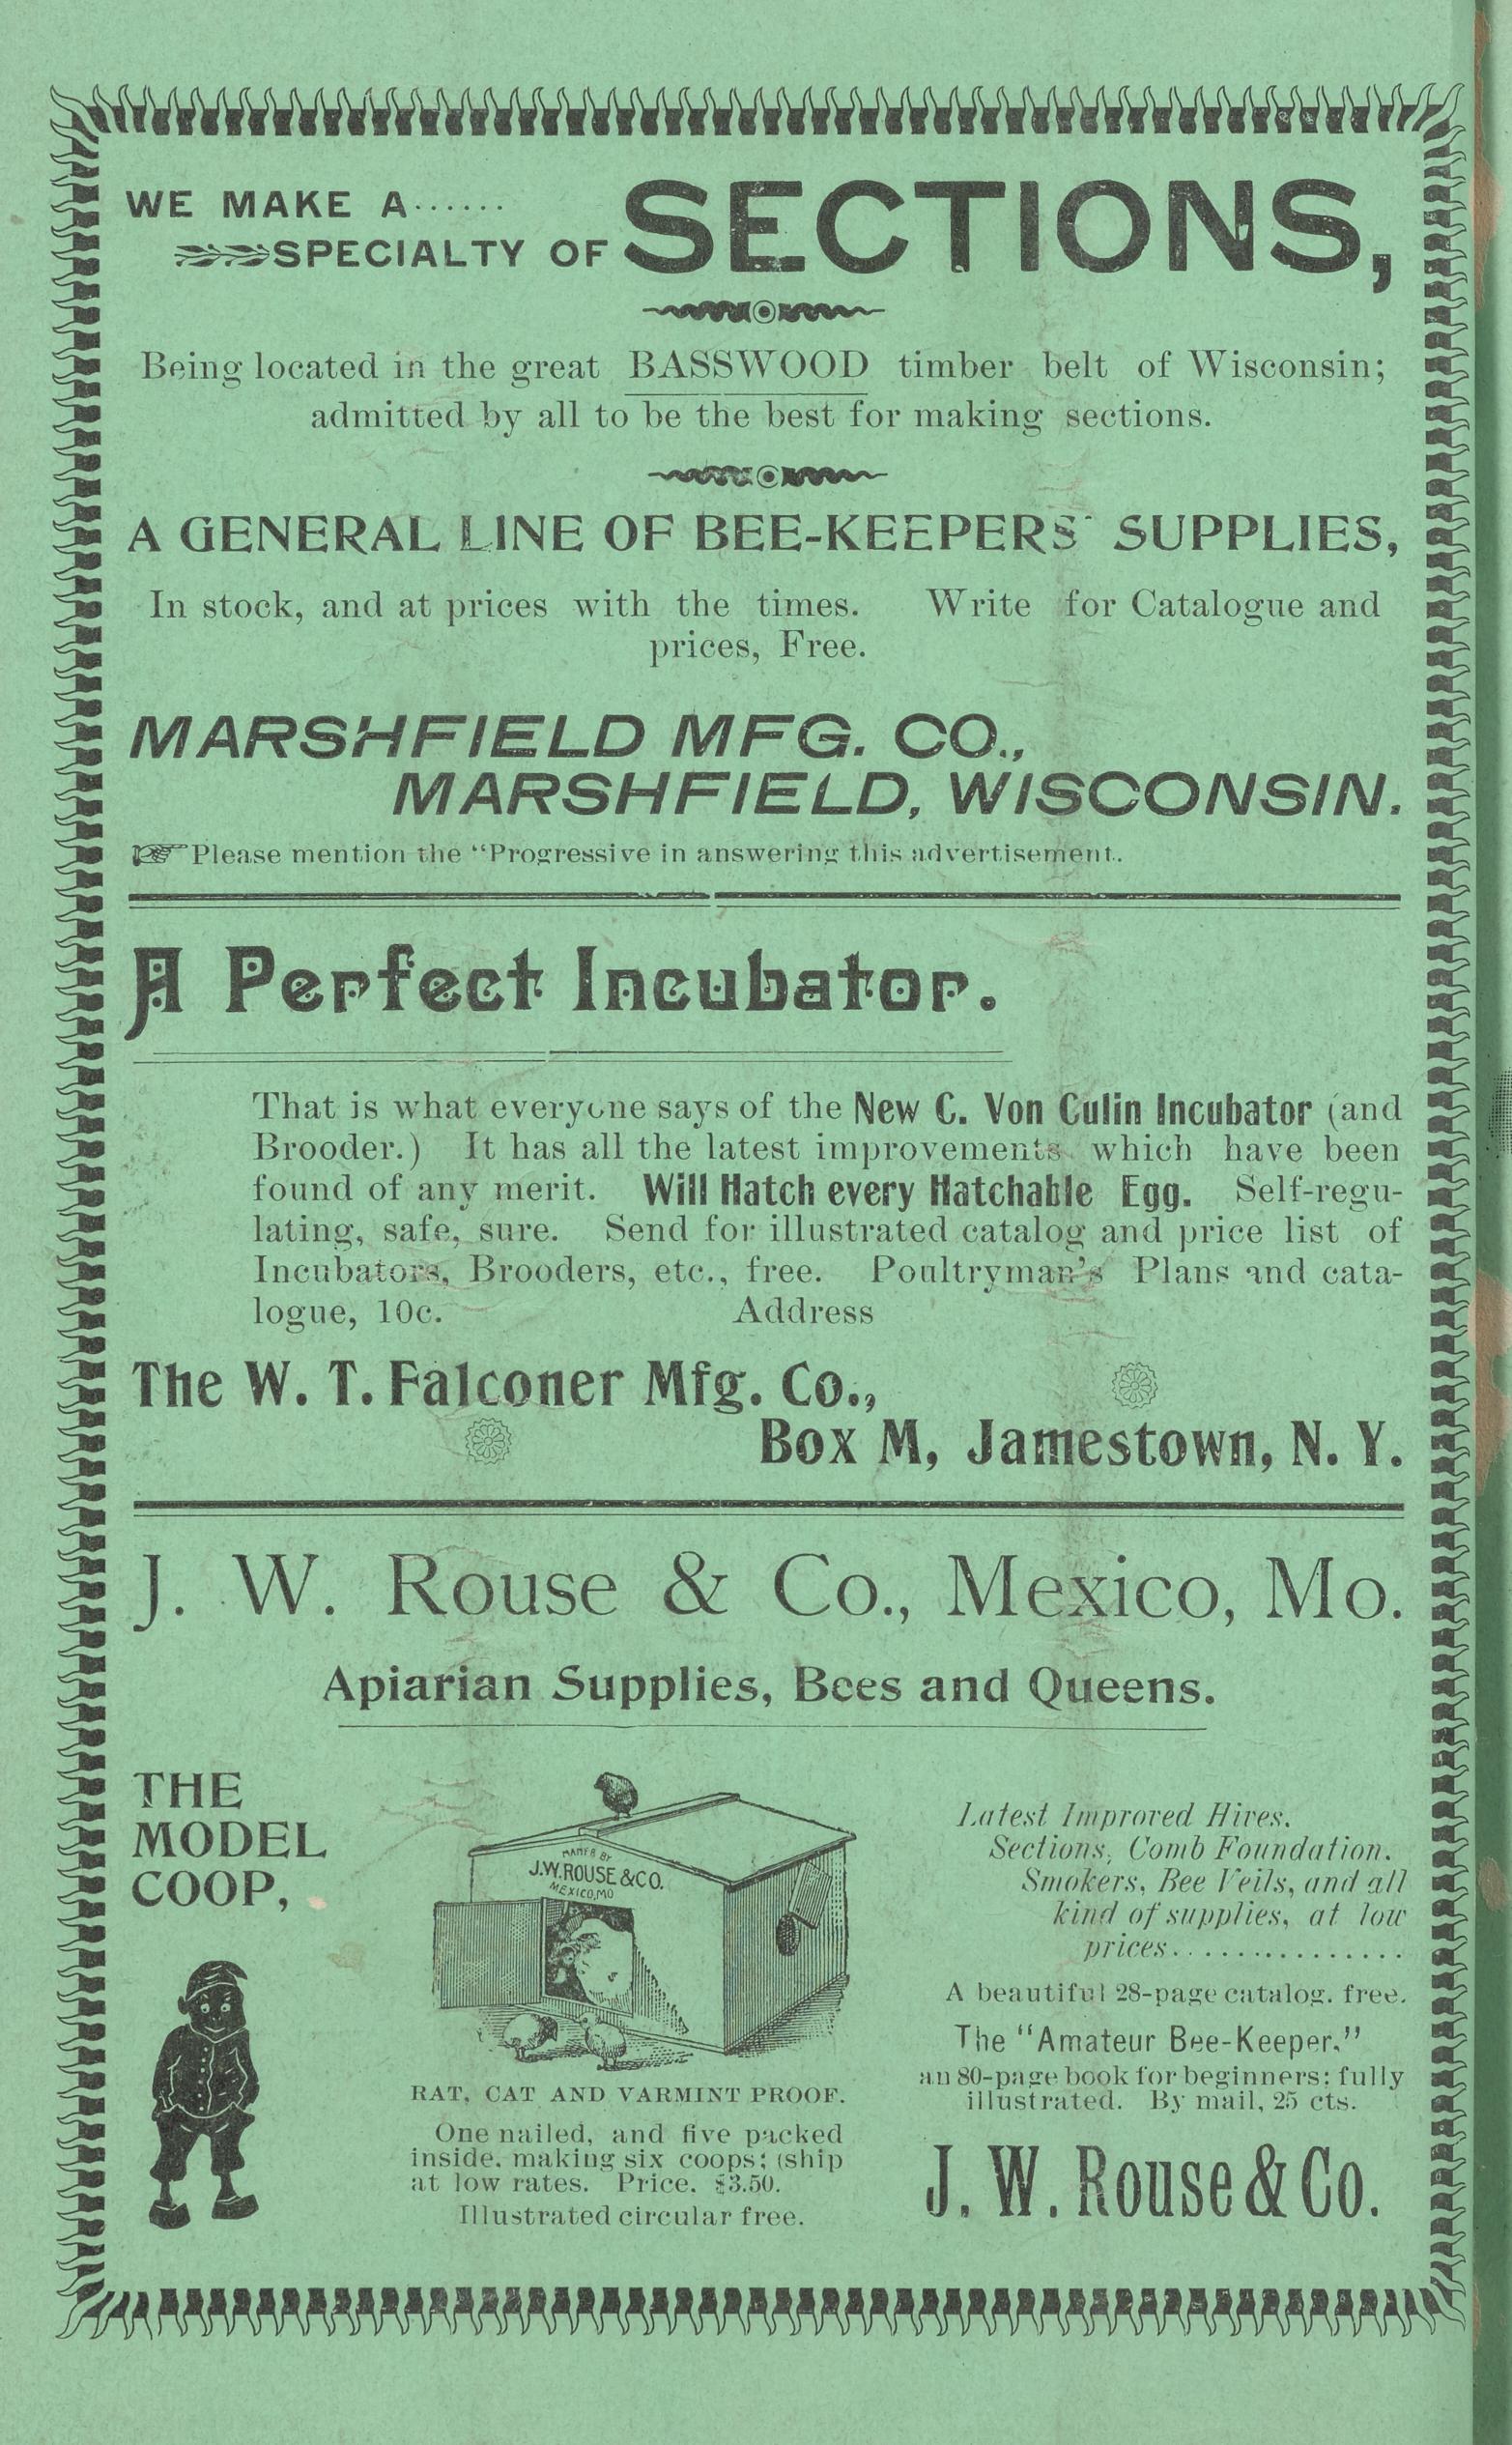 WE MAKE A......
SPECIALTY OF SECTIONS,
Being located in the great BASSWOOD timber belt of Wisconsin;
admitted by all to be the best for making sections.
A GENERAL LINE OF BEE-KEEPERS' SUPPLIES,
In stock, and at prices with the times. Write for Catalogue and
prices, Free.
MARSHFIELD MFG. CO.,
MARSHFIELD, WISCONSIN.
☞Please mention the "Progressive in answering this advertisement.
A Perfect Incubator.
That is what everyone says of the New C. Von Culin Incubator (and
Brooder.) It has all the latest improvements which have been
found of any merit. Will Hatch every Hatchable Egg. Self-regu-
lating, safe, sure. Send for illustrated catalog and price list of
Incubators, Brooders, etc., free. Poultryman's Plans and cata-
logue, 10c. Address
The W. T. Falconer Mfg. Co.,
Box M, Jamestown, N. Y.
J. W. Rouse & Co., Mexico, Mo.
Apiarian Supplies, Bees and Queens.
THE
MODEL
COOP,
MANF'B BY
J.W.ROUSE & CO.
MEXICO, MO
RAT, CAT AND VARMINT PROOF.
One nailed, and five packed
inside, making six coops; (ship
at low rates. Price, $3.50.
Illustrated circular free.
Latest Improved Hives,
Sections, Comb Foundation,
Smokers, Bee Veils, and all
kind of supplies, at low
prices...............
A beautiful 28-page catalog, free.
The "Amateur Bee-Keeper,"
an 80-page book for beginners; fully
illustrated. By mail, 25 cts.
J. W. Rouse & Co.